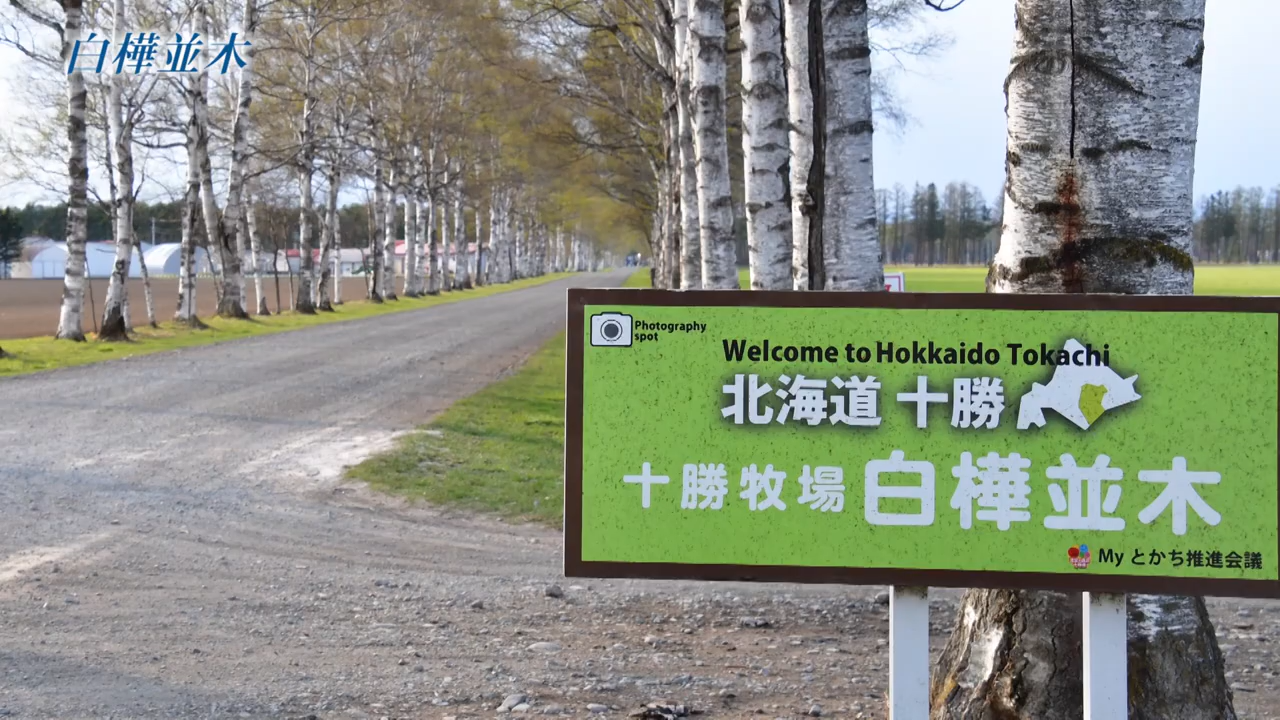 白樺並木
Photography
spot
Welcome to Hokkaido Tokachi
北海道 十勝
十勝牧場 白樺並木
My とかち推進会議